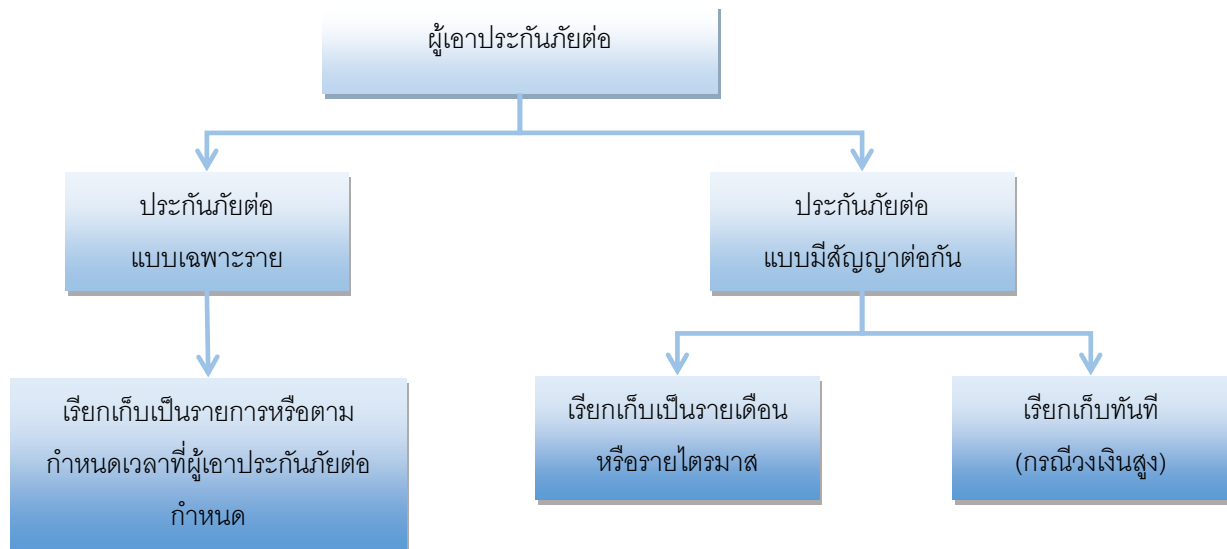 ผู้เอาประกันภัยต่อ
ประกันภัยต่อ
แบบเฉพาะราย
ประกันภัยต่อ
แบบมีสัญญาต่อกัน
เรียกเก็บเป็นรายการหรือตาม
กำหนดเวลาที่ผู้เอาประกันภัยต่อ
กำหนด
เรียกเก็บเป็นรายเดือน
หรือรายไตรมาส
เรียกเก็บทันที
(กรณีวงเงินสูง)